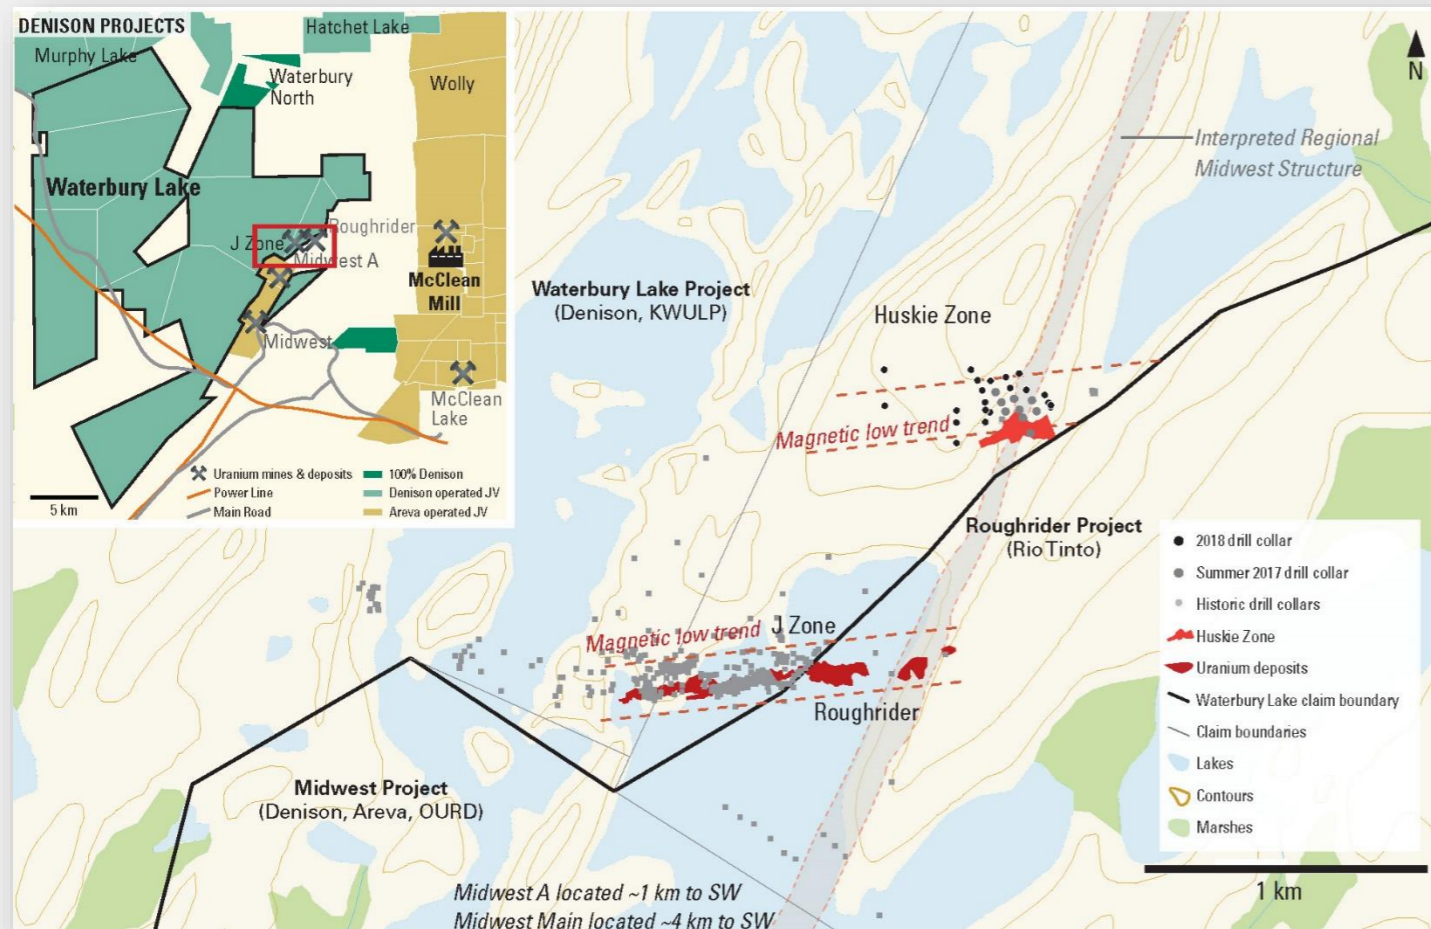 DENISON PROJECTS
Hatchet Lake
Murphy Lake
Waterbury
North
Wolly
Waterbury Lake
Roughrider
J Zone
Midwest A
McClean
Mill
Midwest
McClean
Lake
Uranium mines & deposits
100% Denison
Power Line
Denison operated JV
Main Road
Areva operated JV
5 km
N
Interpreted Regional
Midwest Structure
Waterbury Lake Project
(Denison, KWULP)
Huskie Zone
Magnetic low trend
Roughrider Project
(Rio Tinto)
J Zone
Magnetic low trend
Roughrider
Midwest Project
(Denison, Areva, OURD)
Midwest A located ~1 km to SW
Midwest Main located ~4 km to SW
2018 drill collar
Summer 2017 drill collar
Historic drill collars
Huskie Zone
Uranium deposits
Waterbury Lake claim boundary
Claim boundaries
Lakes
Contours
Marshes
1 km